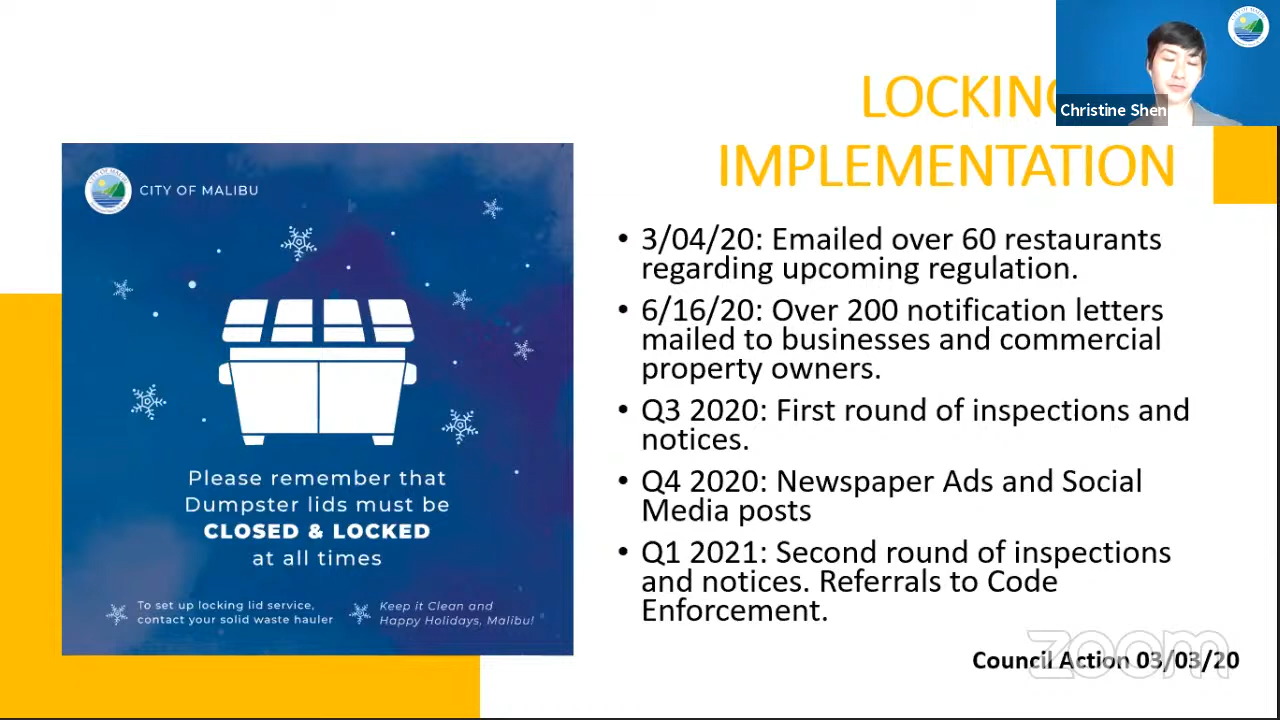 Christine Shen
LOCKING
IMPLEMENTATION
CITY OF MALIBU
Please remember that
Dumpster lids must be
CLOSED & LOCKED
at all times
To set up locking lid service,
contact your solid waste hauler
Keep it Clean and
Happy Holidays, Malibu!
• 3/04/20: Emailed over 60 restaurants
regarding upcoming regulation.
• 6/16/20: Over 200 notification letters
mailed to businesses and commercial
property owners.
• Q3 2020: First round of inspections and
notices.
• Q4 2020: Newspaper Ads and Social
Media posts
• Q1 2021: Second round of inspections
and notices. Referrals to Code
Enforcement.
Council Action 03/03/20
zoom